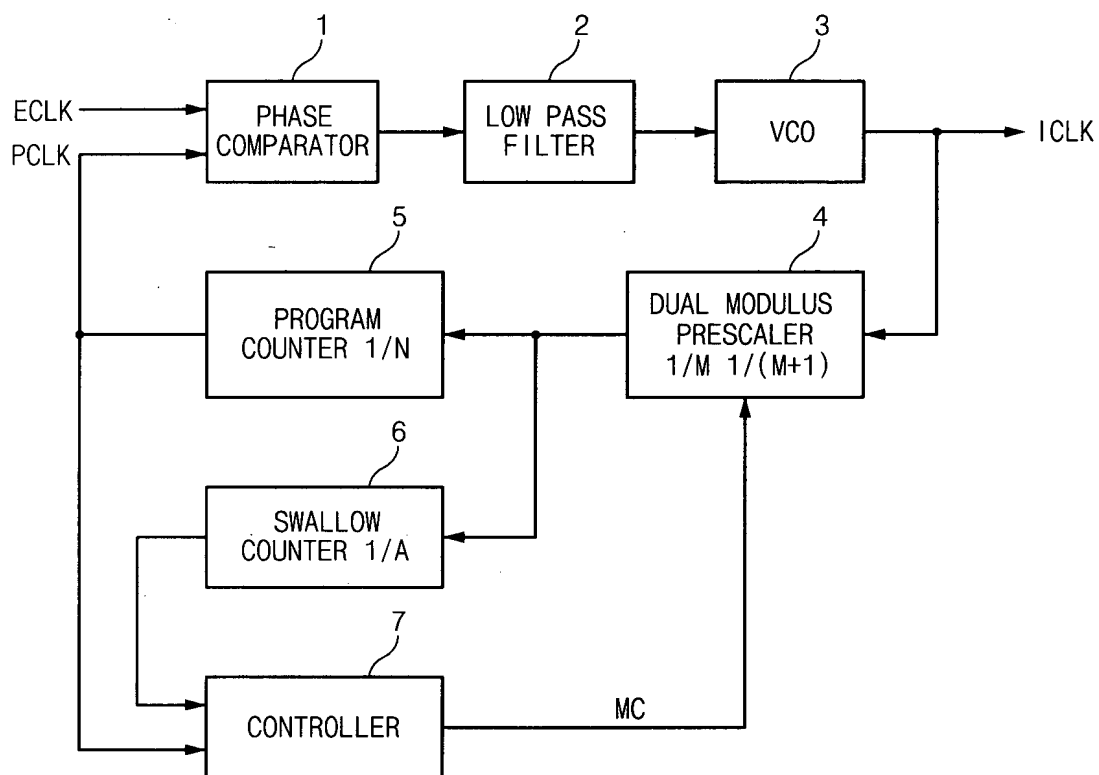 1
2
3
ECLK
PHASE
COMPARATOR
LOW PASS
FILTER
VCO
ICLK
PCLK
5
4
PROGRAM
COUNTER 1/N
DUAL MODULUS
PRESCALER
1/M 1/(M+1)
6
SWALLOW
COUNTER 1/A
7
CONTROLLER
MC